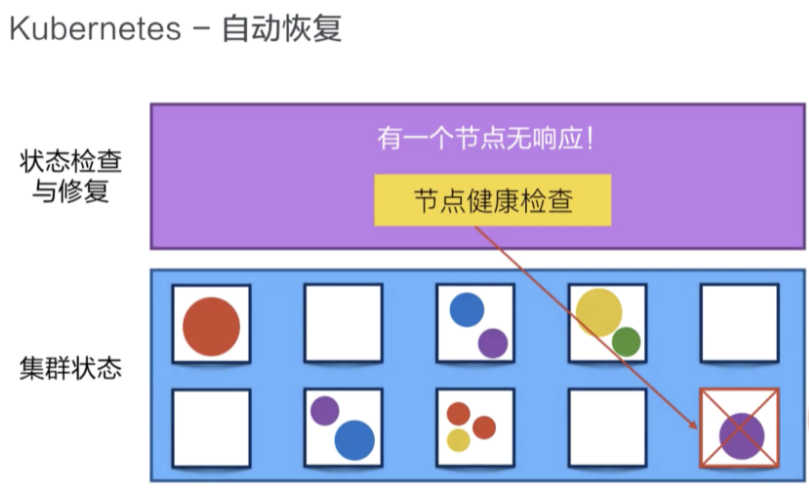 Kubernetes – 自动恢复
有一个节点无响应！
状态检查
与修复
节点健康检查
集群状态